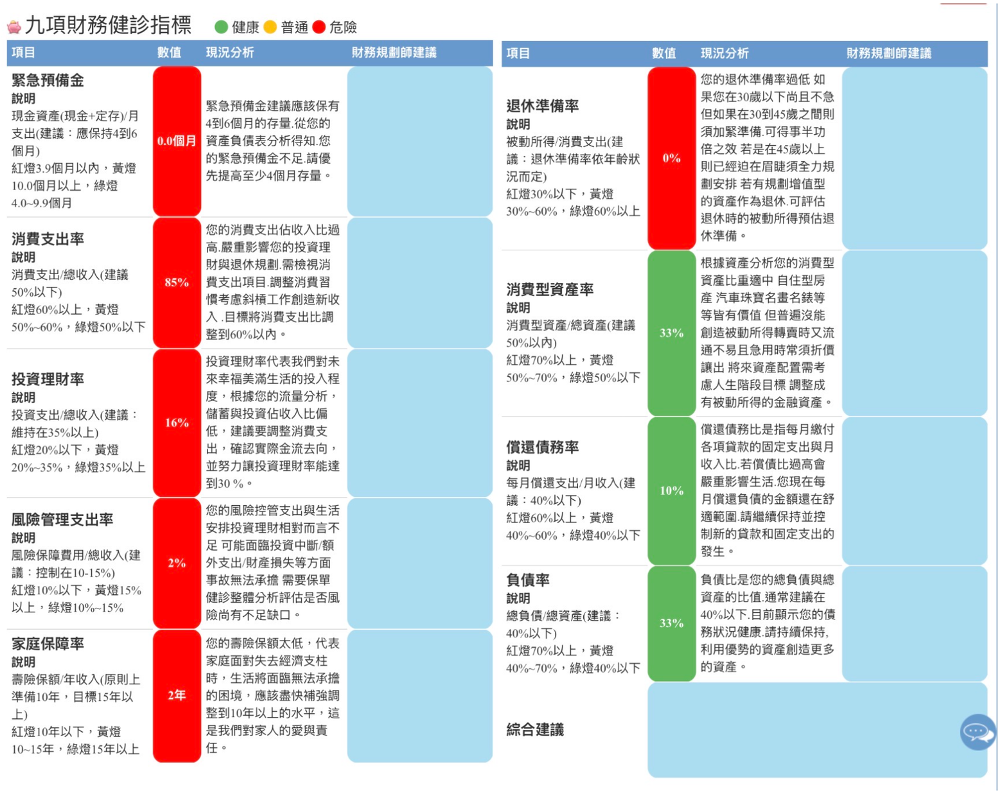 九項財務健診指標
健康 普通 危險
項目 數值 現況分析 財務規劃師建議
緊急預備金
說明
現金資產(現金+定存)/月
支出(建議：應保持4到6
個月)
紅燈3.9個月以內，黃燈
10.0個月以上，綠燈
4.0~9.9個月
0.0個月
緊急預備金建議應該保有
4到6個月的存量.從您的
資產負債表分析得知.您
的緊急預備金不足.請優
先提高至少4個月存量。
消費支出率
說明
消費支出/總收入(建議
50%以下)
紅燈60%以上，黃燈
50%~60%，綠燈50%以下
85%
您的消費支出佔收入比過
高.嚴重影響您的投資理
財與退休規劃.需檢視消
費支出項目.調整消費習
慣考慮斜槓工作創造新收
入 .目標將消費支出比調
整到60%以內。
投資理財率
說明
投資支出/總收入(建議：
維持在35%以上)
紅燈20%以下，黃燈
20%~35%，綠燈35%以上
16%
投資理財率代表我們對未
來幸福美滿生活的投入程
度，根據您的流量分析，
儲蓄與投資佔收入比偏
低，建議要調整消費支
出，確認實際金流去向，
並努力讓投資理財率能達
到30 %。
風險管理支出率
說明
風險保障費用/總收入(建
議：控制在10-15%)
紅燈10%以下，黃燈15%
以上，綠燈10%~15%
2%
您的風險控管支出與生活
安排投資理財相對而言不
足 可能面臨投資中斷/額
外支出/財產損失等方面
事故無法承擔 需要保單
健診整體分析評估是否風
險尚有不足缺口。
家庭保障率
說明
壽險保額/年收入(原則上
準備10年，目標15年以
上)
紅燈10年以下，黃燈
10~15年，綠燈15年以上
2年
您的壽險保額太低，代表
家庭面對失去經濟支柱
時，生活將面臨無法承擔
的困境，應該盡快補強調
整到10年以上的水平，這
是我們對家人的愛與責
任。
項目 數值 現況分析 財務規劃師建議
退休準備率
說明
被動所得/消費支出(建
議：退休準備率依年齡狀
況而定)
紅燈30%以下，黃燈
30%~60%，綠燈60%以上
0%
您的退休準備率過低 如
果您在30歲以下尚且不急
但如果在30到45歲之間則
須加緊準備.可得事半功
倍之效 若是在45歲以上
則已經迫在眉睫須全力規
劃安排 若有規劃增值型
的資產作為退休.可評估
退休時的被動所得預估退
休準備。
消費型資產率
說明
消費型資產/總資產(建議
50%以內)
紅燈70%以上，黃燈
50%~70%，綠燈50%以下
33%
根據資產分析您的消費型
資產比重適中 自住型房
產 汽車珠寶名畫名錶等
等皆有價值 但普遍沒能
創造被動所得轉賣時又流
通不易且急用時常須折價
讓出 將來資產配置需考
慮人生階段目標 調整成
有被動所得的金融資產。
償還債務率
說明
每月償還支出/月收入(建
議：40%以下)
紅燈60%以上，黃燈
40%~60%，綠燈40%以下
10%
償還債務比是指每月繳付
各項貸款的固定支出與月
收入比.若償債比過高會
嚴重影響生活.您現在每
月償還負債的金額還在舒
適範圍.請繼續保持並控
制新的貸款和固定支出的
發生。
負債率
說明
總負債/總資產(建議：
40%以下)
紅燈70%以上，黃燈
40%~70%，綠燈40%以下
33%
負債比是您的總負債與總
資產的比值.通常建議在
40%以下.目前顯示您的債
務狀況健康.請持續保持,
利用優勢的資產創造更多
的資產。
綜合建議